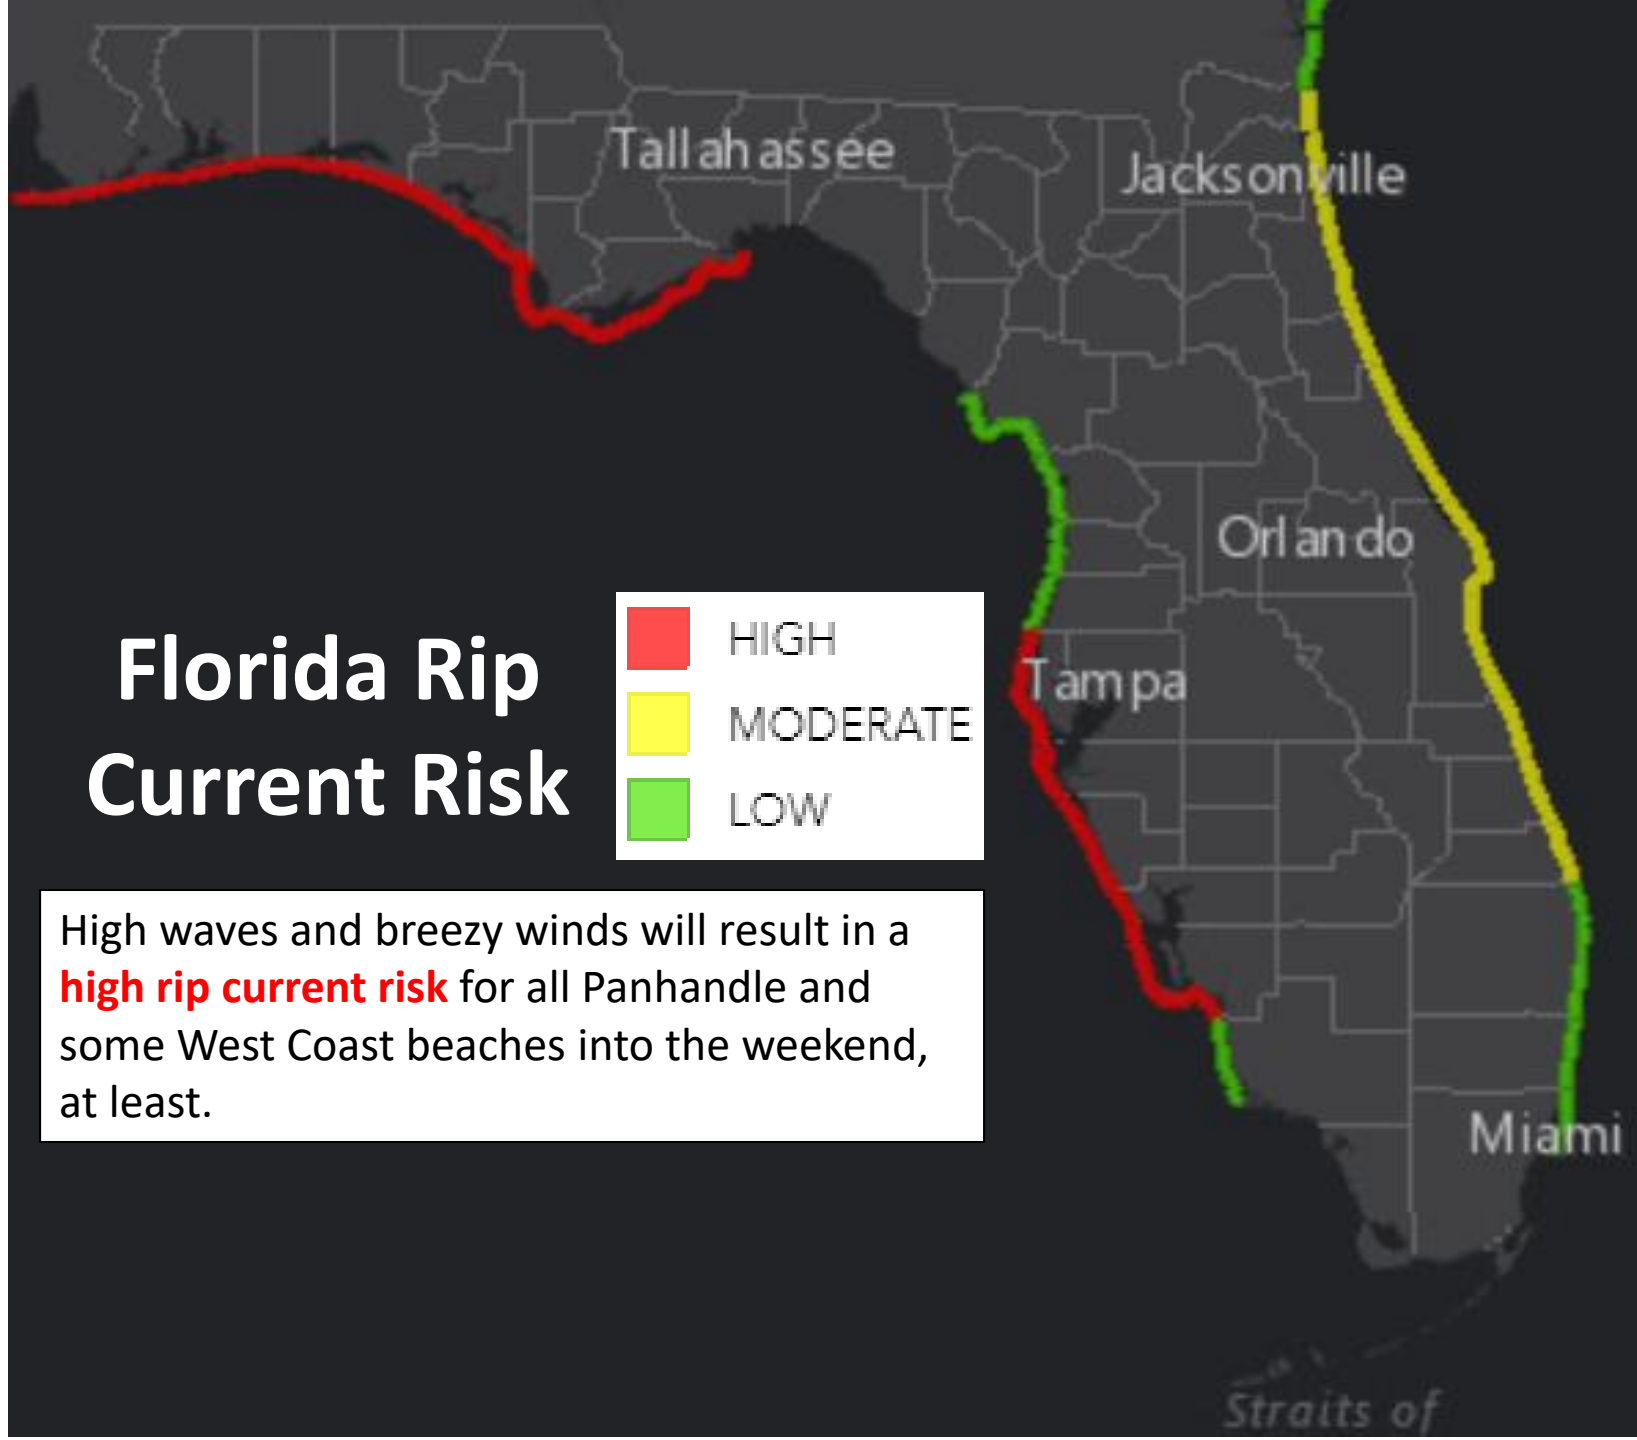 Tallahassee
Jacksonville
Orlando
Florida Rip
Current Risk
HIGH
MODERATE
LOW
Tampa
High waves and breezy winds will result in a
high rip current risk for all Panhandle and
some West Coast beaches into the weekend,
at least.
Miami
Straits of